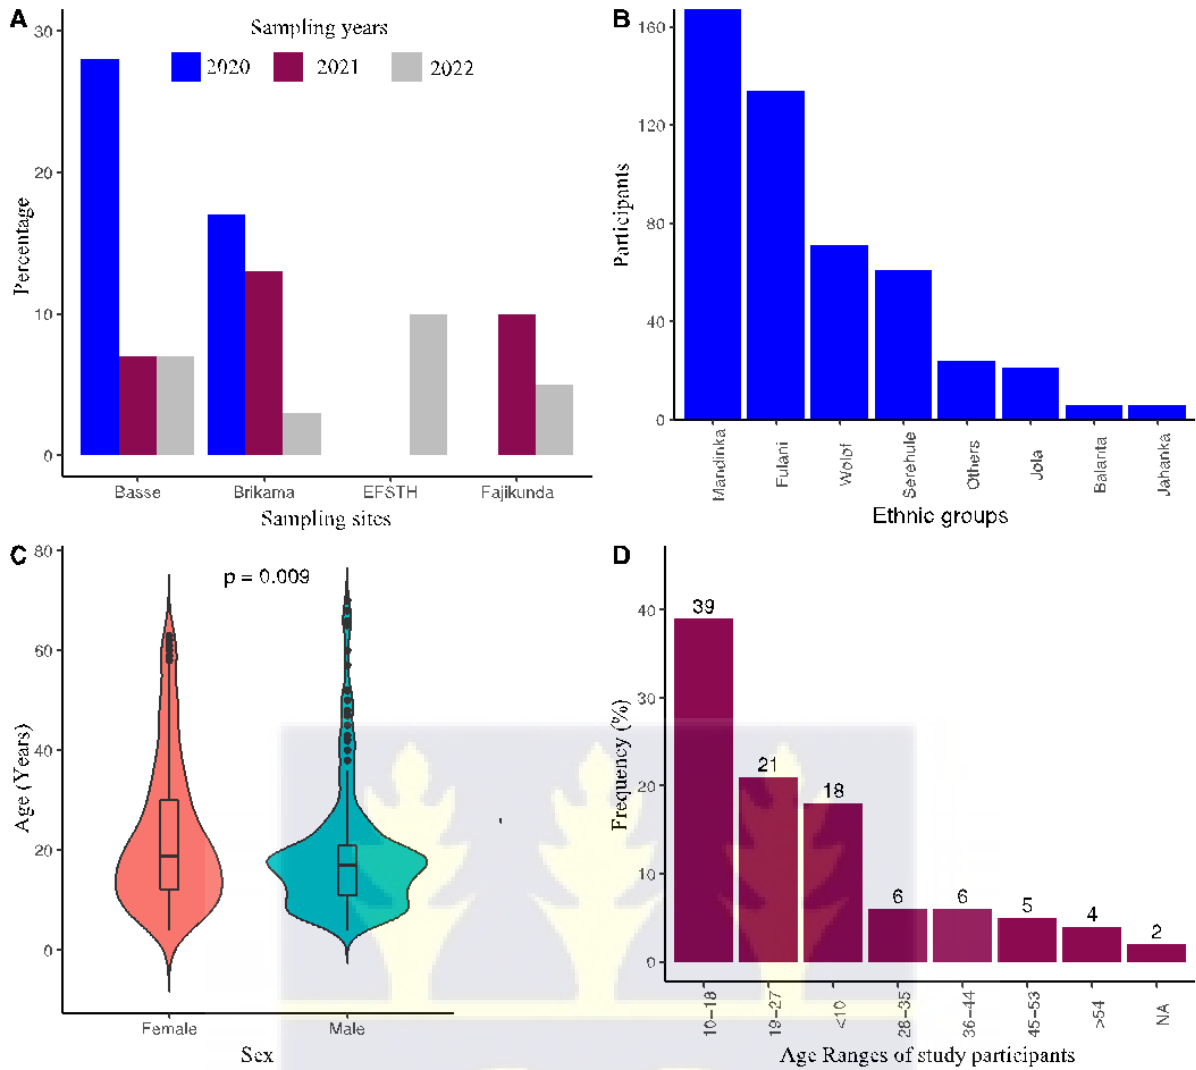 A
Sampling years
2020 2021 2022
30
20
10
0
Percentage
Basse Brikama EFSTH Fajikunda
Sampling sites
B
160
120
80
40
0
Participants
Mandinka Fulani Wolof Serehule Others Jola Balanta Jahanka
Ethnic groups
C
p = 0.009
80
60
40
20
0
Age (Years)
Female Male
Sex
D
40
30
20
10
0
Frequency (%)
39
21
18
6
6
5
4
2
10-18 19-27 <10 28-35 36-44 45-53 >54 NA
Age Ranges of study participants